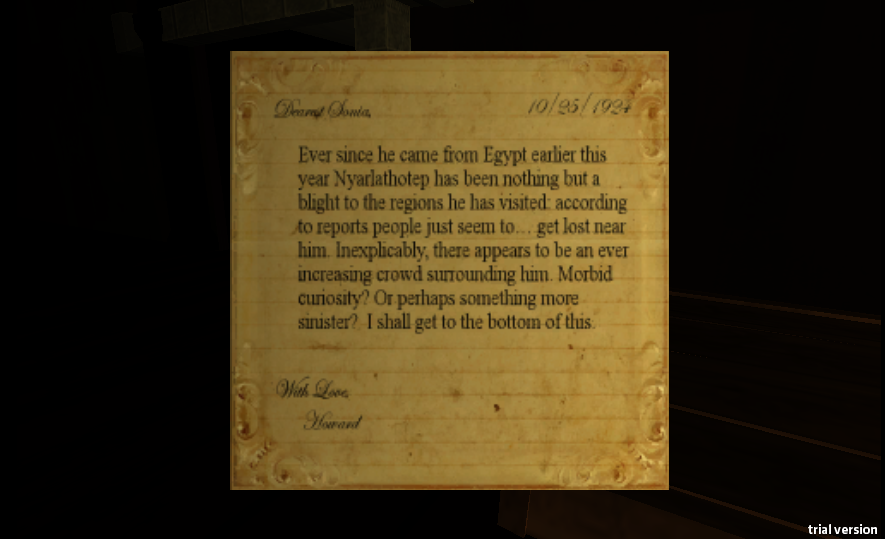 Dearest Sonia,
10/25/1924
Ever since he came from Egypt earlier this
year Nyarlathotep has been nothing but a
blight to the regions he has visited: according
to reports people just seem to... get lost near
him. Inexplicably, there appears to be an ever
increasing crowd surrounding him. Morbid
curiosity? Or perhaps something more
sinister? I shall get to the bottom of this.
With Love,
Howard
trial version